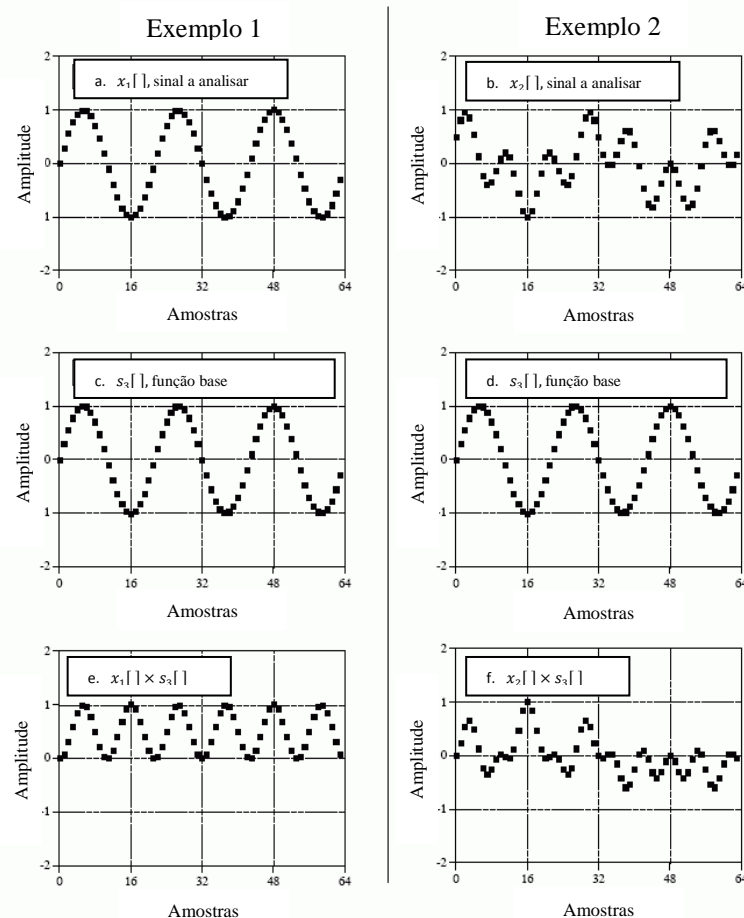 Exemplo 1
a. x₁[ ], sinal a analisar
2
1
0
1
-2
Amplitude
0 16 32 48 64
Amostras
c. s₃[ ], função base
2
1
0
1
-2
Amplitude
0 16 32 48 64
Amostras
e. x₁[ ] × s₃[ ]
2
1
0
-1
-2
Amplitude
0 16 32 48 64
Amostras
Exemplo 2
b. x₂[ ], sinal a analisar
2
1
0
-1
-2
Amplitude
0 16 32 48 64
Amostras
d. s₃[ ], função base
2
1
0
1
-2
Amplitude
0 16 32 48 64
Amostras
f. x₂[ ] × s₃[ ]
2
1
0
-1
-2
Amplitude
0 16 32 48 64
Amostras